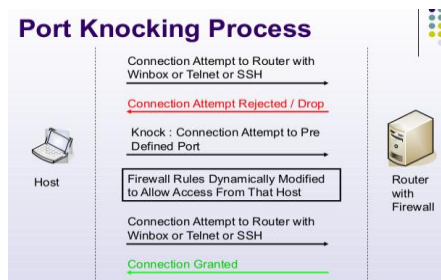 Port Knocking Process
Connection Attempt to Router with
Winbox or Telnet or SSH
Connection Attempt Rejected / Drop
Knock : Connection Attempt to Pre
Defined Port
Host
Firewall Rules Dynamically Modified
to Allow Access From That Host
Router
with
Firewall
Connection Attempt to Router with
Winbox or Telnet or SSH
Connection Granted